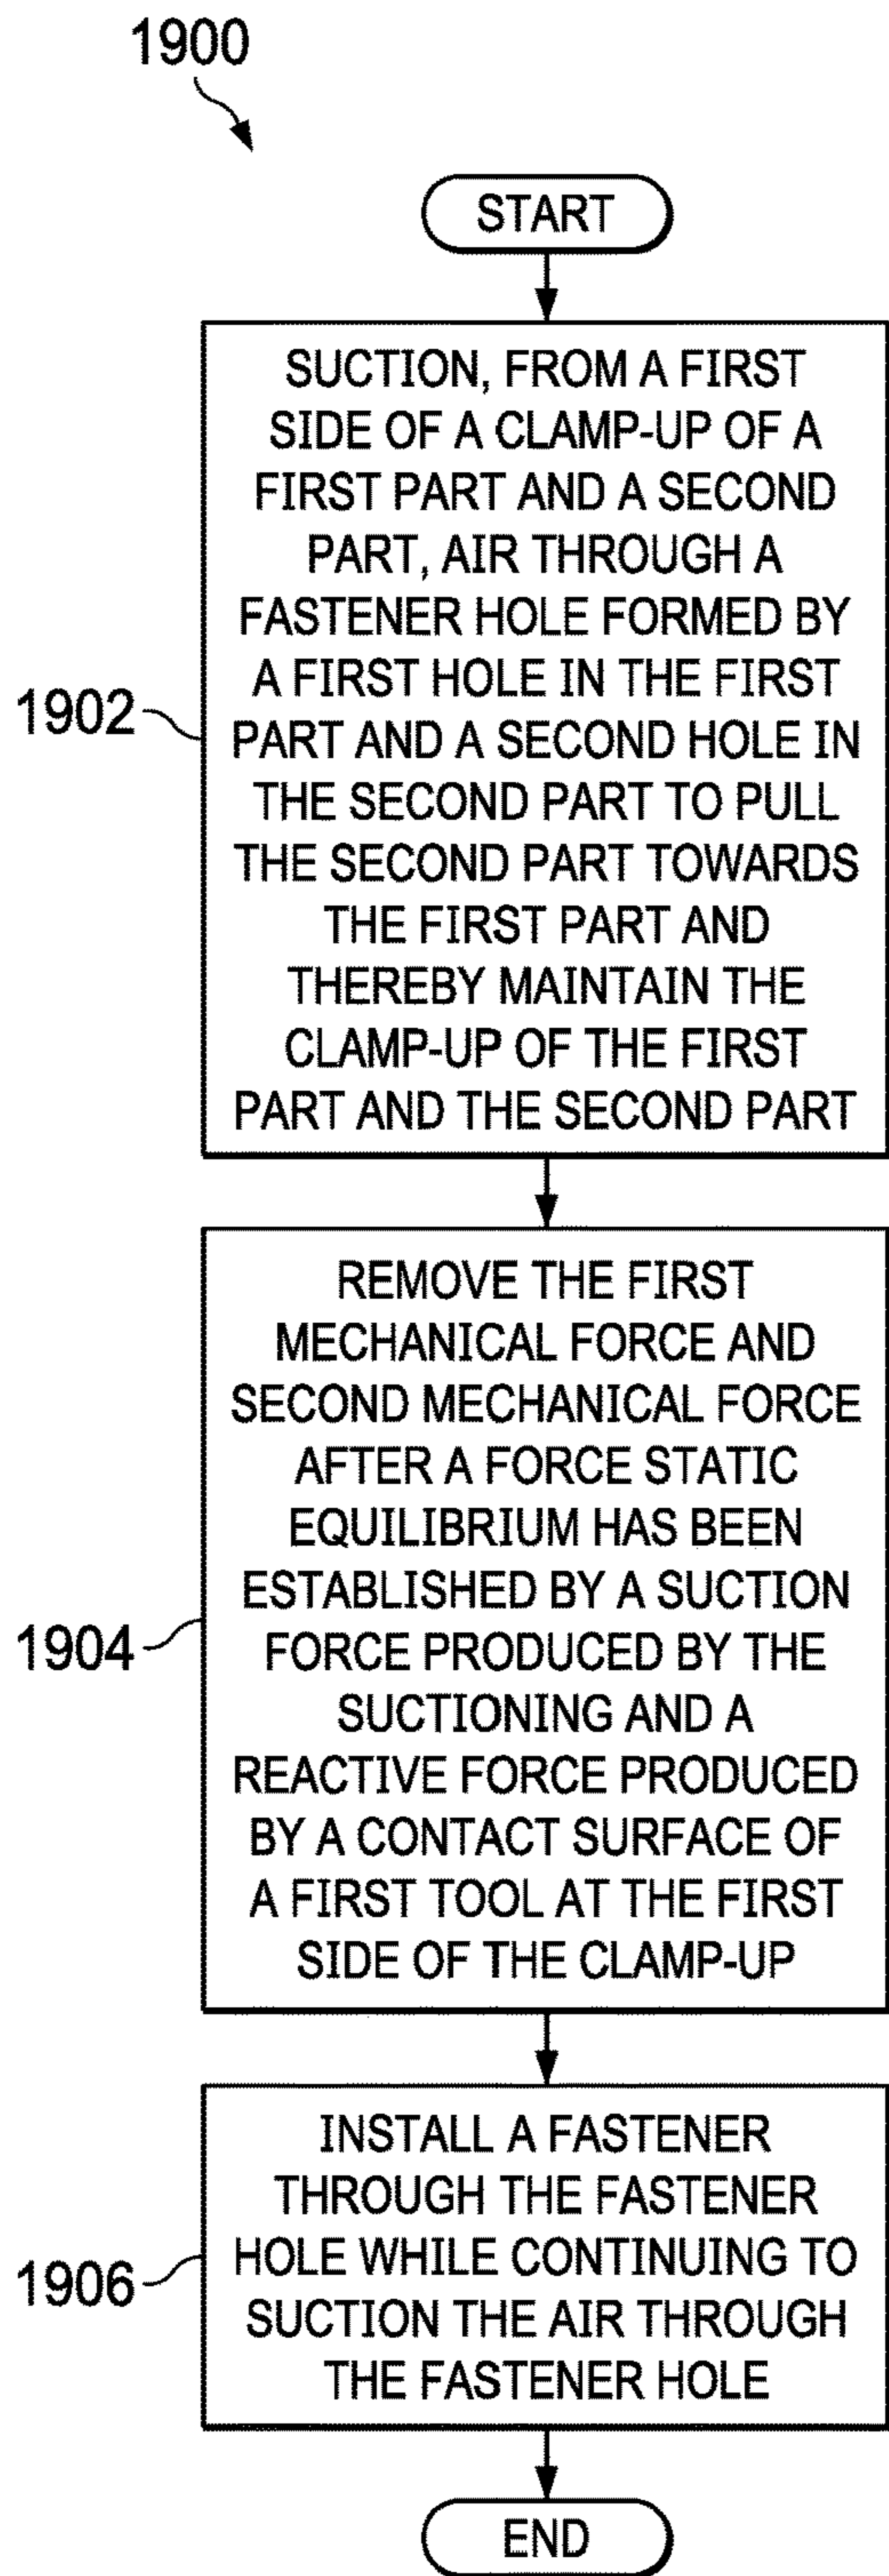 1900
START
SUCTION, FROM A FIRST
SIDE OF A CLAMP-UP OF A
FIRST PART AND A SECOND
PART, AIR THROUGH A
FASTENER HOLE FORMED BY
A FIRST HOLE IN THE FIRST
PART AND A SECOND HOLE IN
THE SECOND PART TO PULL
THE SECOND PART TOWARDS
THE FIRST PART AND
THEREBY MAINTAIN THE
CLAMP-UP OF THE FIRST
PART AND THE SECOND PART
1902
REMOVE THE FIRST
MECHANICAL FORCE AND
SECOND MECHANICAL FORCE
AFTER A FORCE STATIC
EQUILIBRIUM HAS BEEN
ESTABLISHED BY A SUCTION
FORCE PRODUCED BY THE
SUCTIONING AND A
REACTIVE FORCE PRODUCED
BY A CONTACT SURFACE OF
A FIRST TOOL AT THE FIRST
SIDE OF THE CLAMP-UP
1904
INSTALL A FASTENER
THROUGH THE FASTENER
HOLE WHILE CONTINUING TO
SUCTION THE AIR THROUGH
THE FASTENER HOLE
1906
END